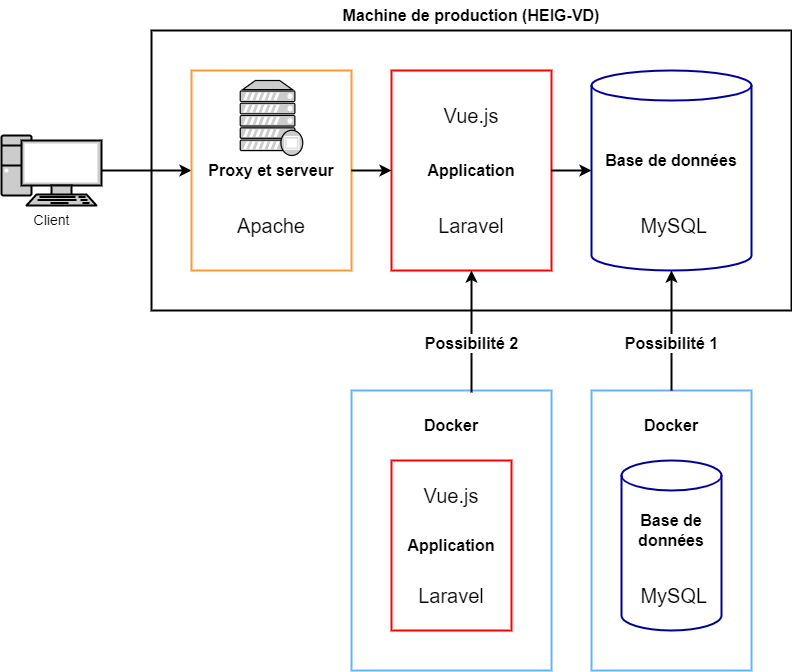 Machine de production (HEIG-VD)
Client
Proxy et serveur
Apache
Vue.js
Application
Laravel
Base de données
MySQL
Possibilité 2
Possibilité 1
Docker
Vue.js
Application
Laravel
Docker
Base de
données
MySQL